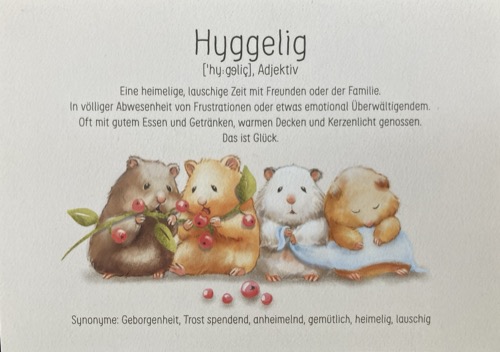 Hyggelig
['hy:gəliç], Adjektiv
Eine heimelige, lauschige Zeit mit Freunden oder der Familie.
In völliger Abwesenheit von Frustrationen oder etwas emotional Überwältigendem.
Oft mit gutem Essen und Getränken, warmen Decken und Kerzenlicht genossen.
Das ist Glück.
Synonyme: Geborgenheit, Trost spendend, anheimelnd, gemütlich, heimelig, lauschig